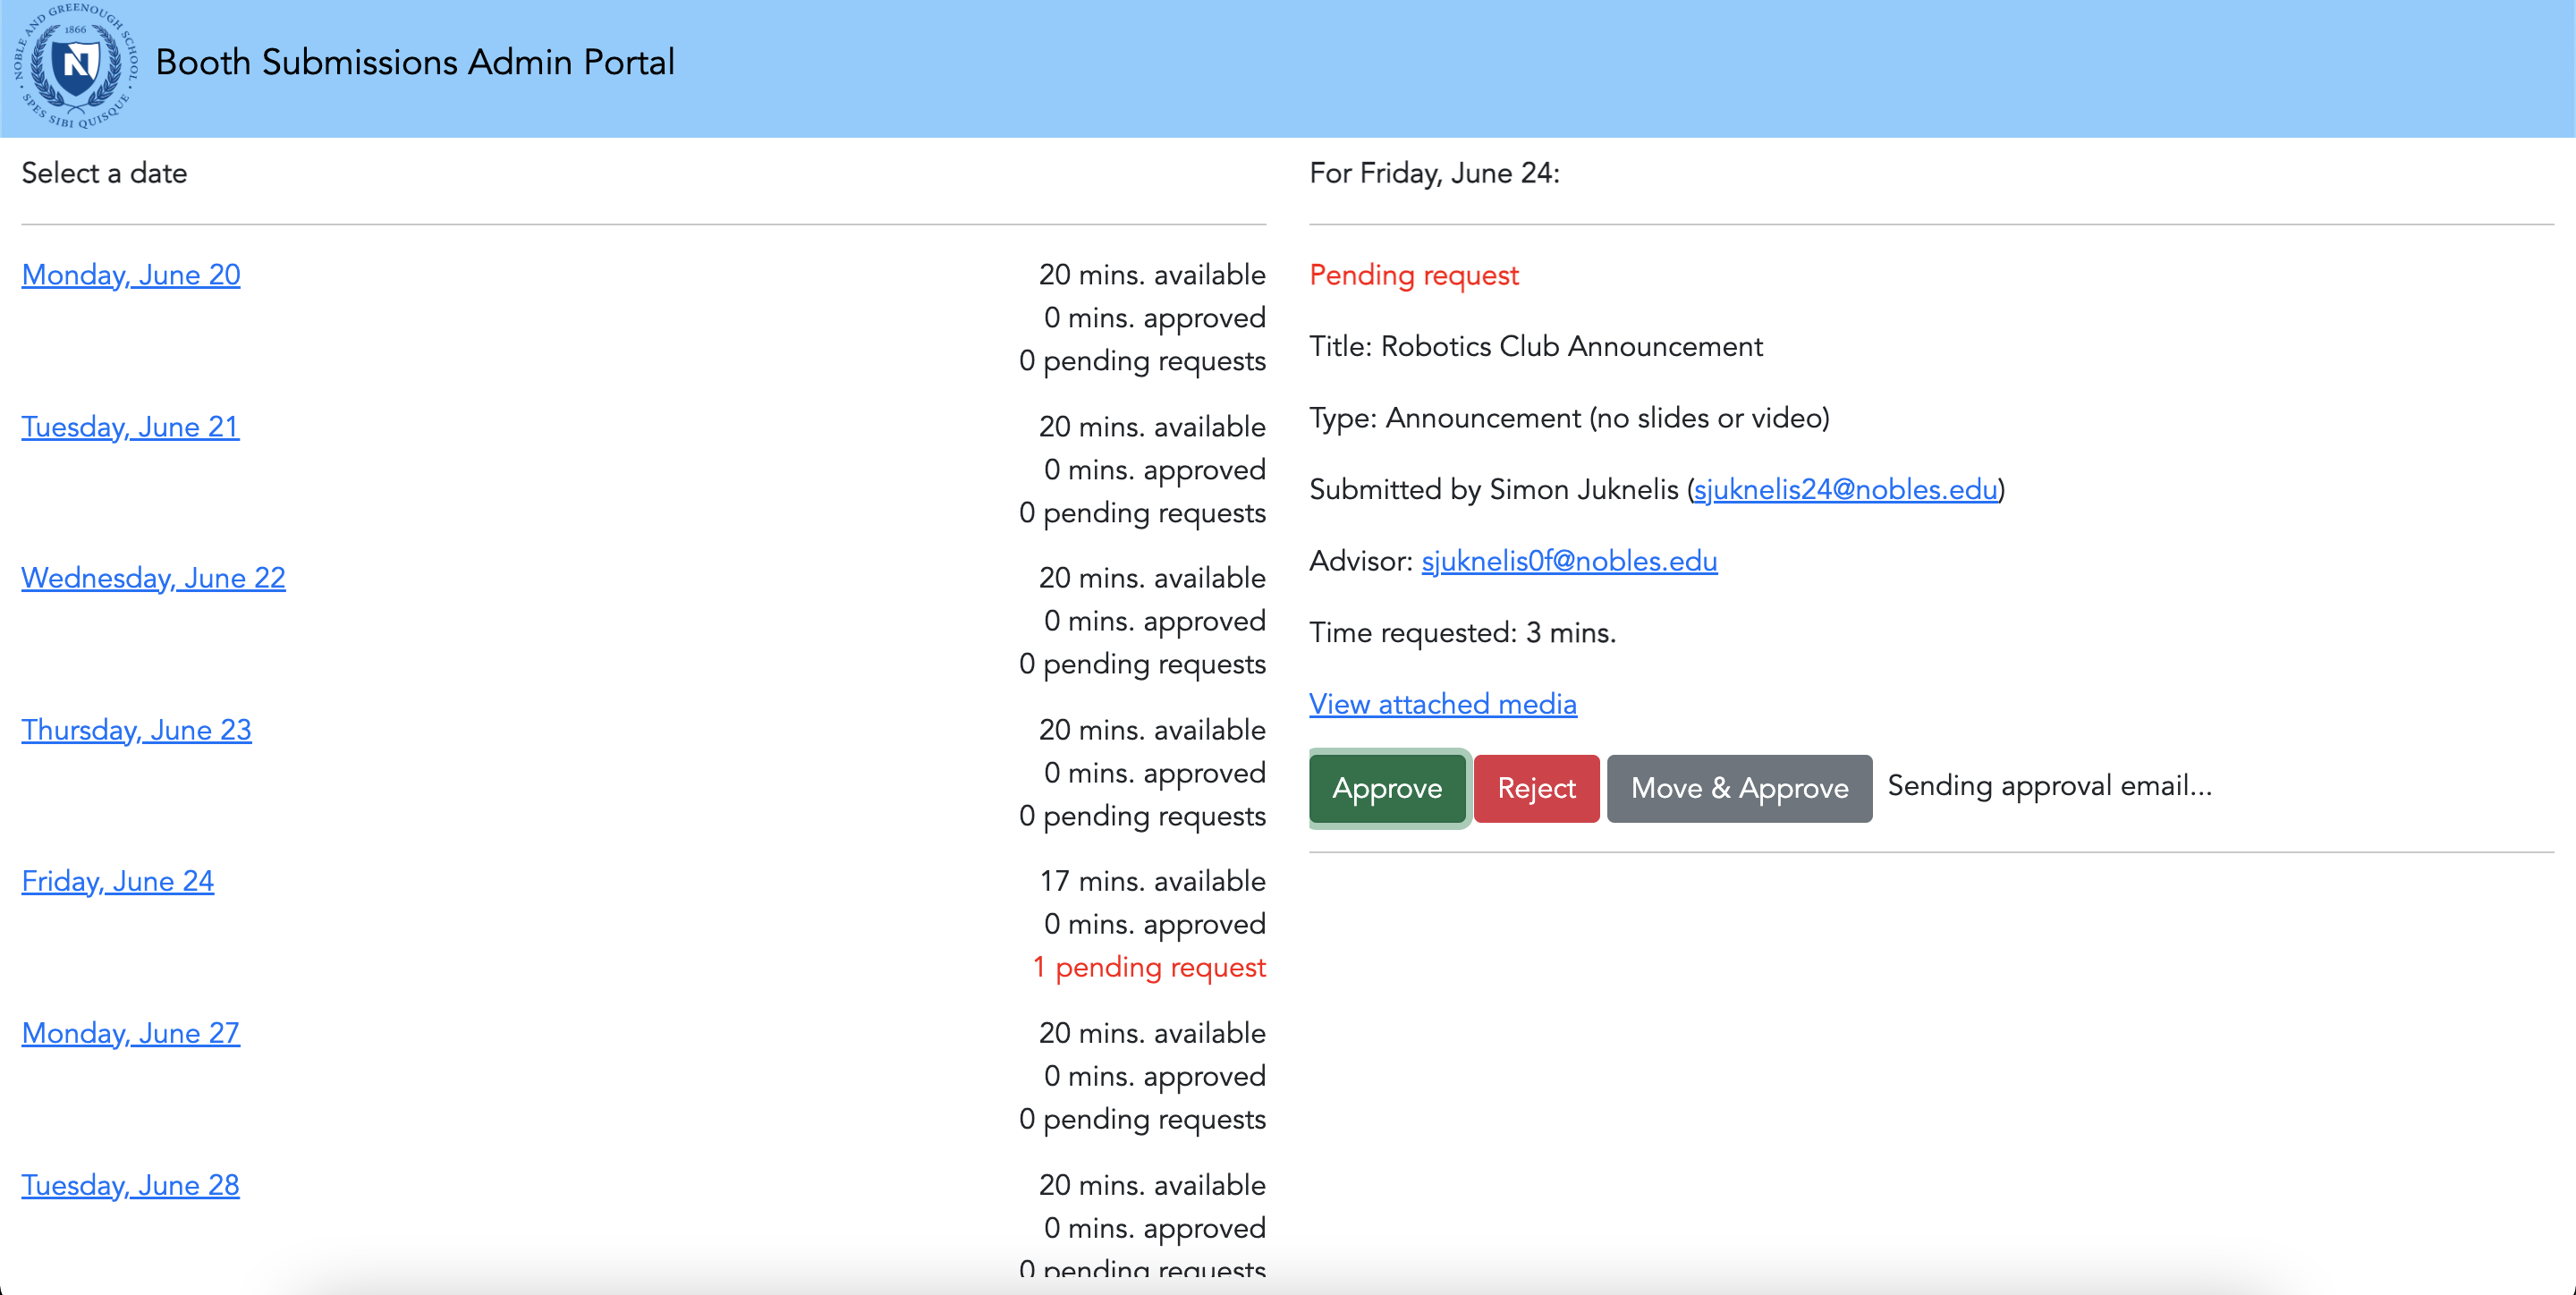 NOBLE AND GREENOUGH SCHOOL
1866
N
SPES SIBI QUISQUE
Booth Submissions Admin Portal
Select a date
Monday, June 20
20 mins. available
0 mins. approved
0 pending requests
Tuesday, June 21
20 mins. available
0 mins. approved
0 pending requests
Wednesday, June 22
20 mins. available
0 mins. approved
0 pending requests
Thursday, June 23
20 mins. available
0 mins. approved
0 pending requests
Friday, June 24
17 mins. available
0 mins. approved
1 pending request
Monday, June 27
20 mins. available
0 mins. approved
0 pending requests
Tuesday, June 28
20 mins. available
0 mins. approved
0 pending requests
For Friday, June 24:
Pending request
Title: Robotics Club Announcement
Type: Announcement (no slides or video)
Submitted by Simon Juknelis (sjuknelis24@nobles.edu)
Advisor: sjuknelis0f@nobles.edu
Time requested: 3 mins.
View attached media
Approve Reject Move & Approve Sending approval email...